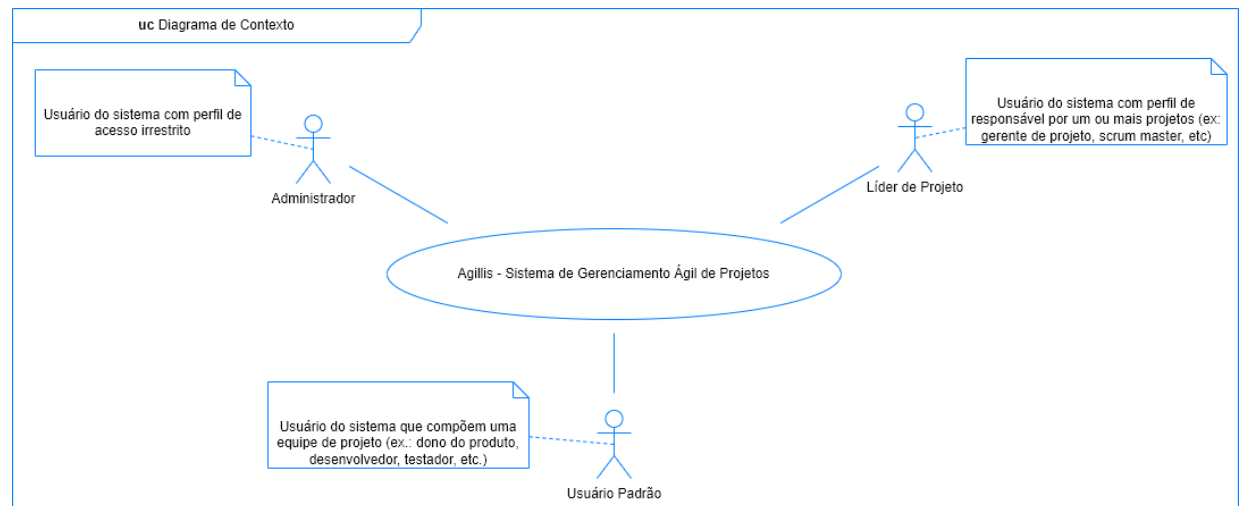 uc Diagrama de Contexto
Usuário do sistema com perfil de
acesso irrestrito
Administrador
Usuário do sistema com perfil de
responsável por um ou mais projetos (ex:
gerente de projeto, scrum master, etc)
Líder de Projeto
Agillis - Sistema de Gerenciamento Ágil de Projetos
Usuário do sistema que compõem uma
equipe de projeto (ex.: dono do produto,
desenvolvedor, testador, etc.)
Usuário Padrão